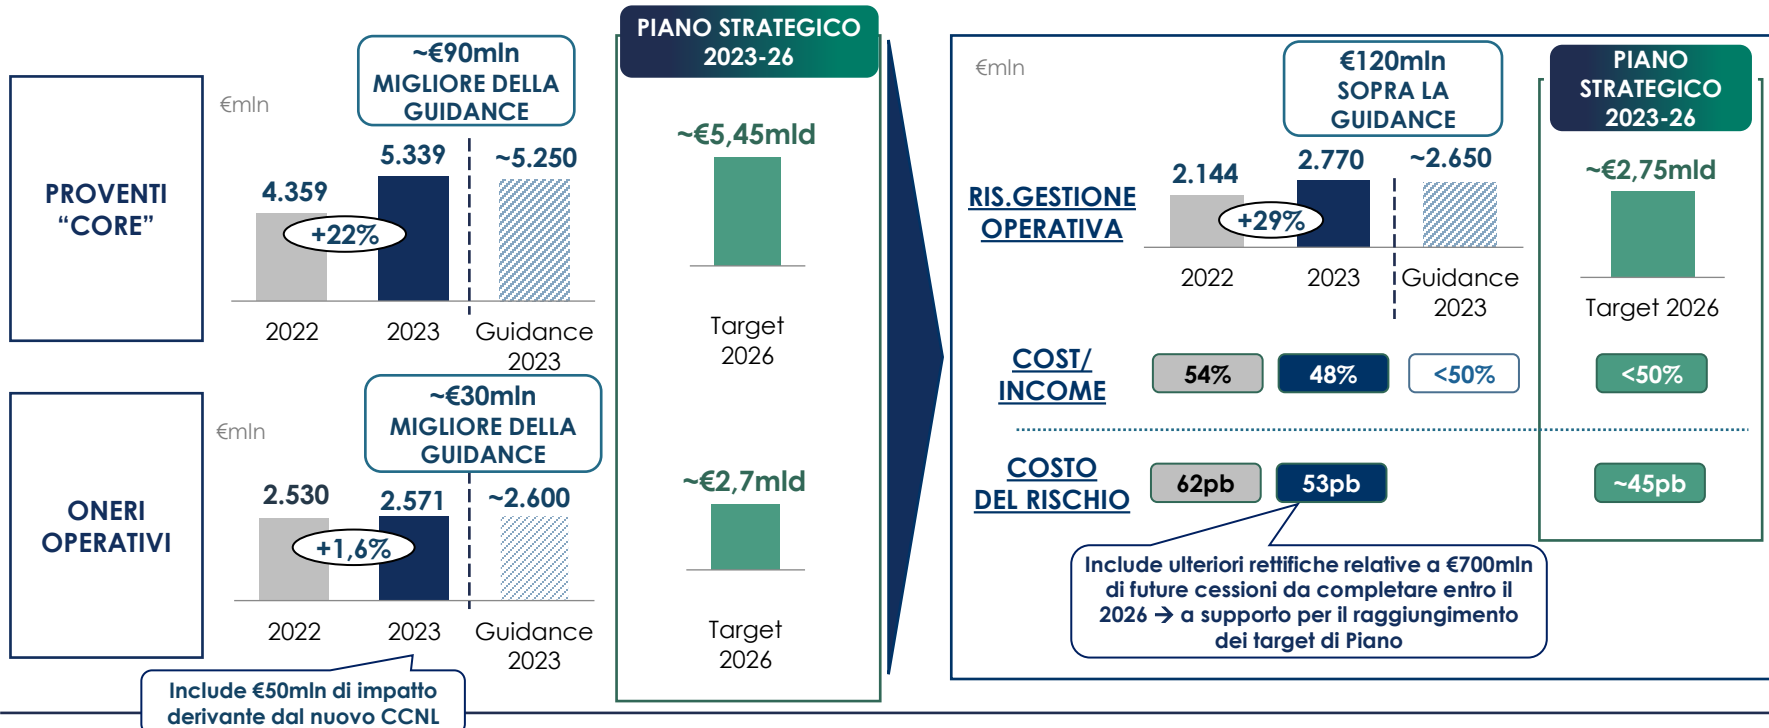 PROVENTI
“CORE”
€mln
~€90mln
MIGLIORE DELLA
GUIDANCE
4.359
5.339
~5.250
+22%
2022
2023
Guidance
2023
ONERI
OPERATIVI
€mln
~€30mln
MIGLIORE DELLA
GUIDANCE
2.530
2.571
~2.600
+1,6%
2022
2023
Guidance
2023
Include €50mln di impatto
derivante dal nuovo CCNL
PIANO STRATEGICO
2023-26
~€5,45mld
Target
2026
~€2,7mld
Target
2026
€mln
€120mln
SOPRA LA
GUIDANCE
RIS.GESTIONE
OPERATIVA
2.144
2.770
~2.650
+29%
2022
2023
Guidance
2023
PIANO
STRATEGICO
2023-26
~€2,75mld
Target 2026
COST/
INCOME
54%
48%
<50%
<50%
COSTO
DEL RISCHIO
62pb
53pb
~45pb
Include ulteriori rettifiche relative a €700mln
di future cessioni da completare entro il
2026 → a supporto per il raggiungimento
dei target di Piano